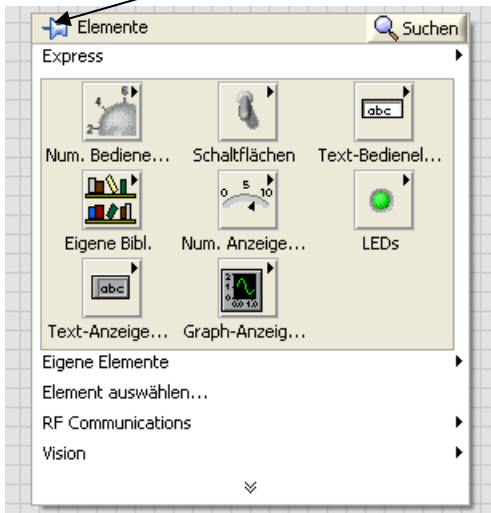 Elemente Suchen
Express
Num. Bediene... Schaltflächen Text-Bedienel...
Eigene Bibl. Num. Anzeige... LEDs
Text-Anzeige... Graph-Anzeig...
Eigene Elemente
Element auswählen...
RF Communications
Vision